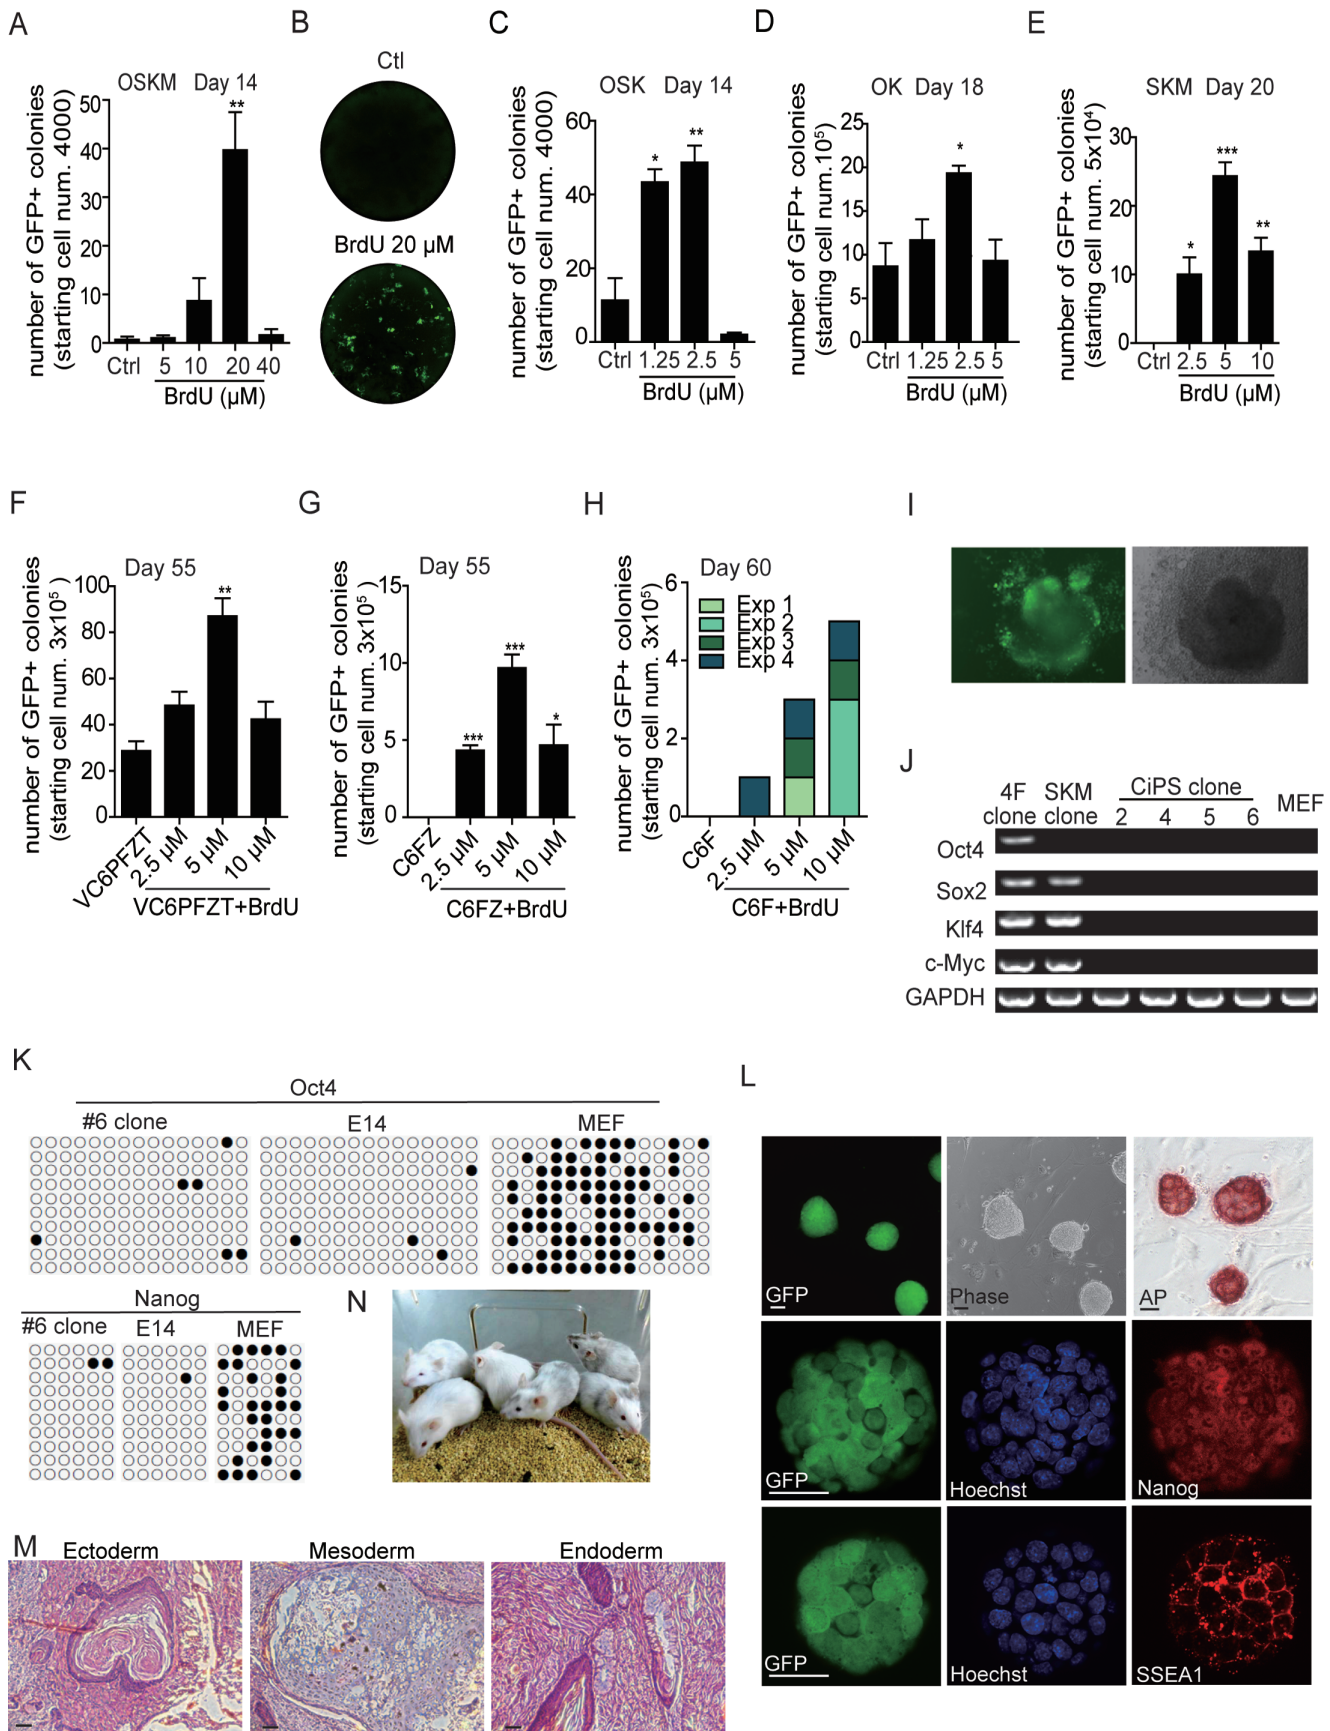 A
OSKM Day 14
number of GFP+ colonies
(starting cell num. 4000)
50
40
30
20
10
0
Ctrl 5 10 20 40
BrdU (µM)
**
B
Ctl
BrdU 20 µM
C
OSK Day 14
number of GFP+ colonies
(starting cell num. 4000)
60
40
20
0
* **
Ctrl 1.25 2.5 5
BrdU (µM)
D
OK Day 18
number of GFP+ colonies
(starting cell num.10⁵)
25
20
15
10
5
0
*
Ctrl 1.25 2.5 5
BrdU (µM)
E
SKM Day 20
number of GFP+ colonies
(starting cell num. 5x10⁴)
30
20
10
0
* *** **
Ctrl 2.5 5 10
BrdU (µM)
F
Day 55
number of GFP+ colonies
(starting cell num. 3x10⁵)
100
80
60
40
20
0
**
VC6PFZT 2.5 µM 5 µM 10 µM
VC6PFZT+BrdU
G
Day 55
number of GFP+ colonies
(starting cell num. 3x10⁵)
15
10
5
0
*** *** *
C6FZ 2.5 µM 5 µM 10 µM
C6FZ+BrdU
H
Day 60
number of GFP+ colonies
(starting cell num. 3x10⁵)
6
4
2
0
Exp 1
Exp 2
Exp 3
Exp 4
C6F 2.5 µM 5 µM 10 µM
C6F+BrdU
I
J
4F clone SKM clone CiPS clone MEF
2 4 5 6
Oct4
Sox2
Klf4
c-Myc
GAPDH
K
Oct4
#6 clone E14 MEF
Nanog
#6 clone E14 MEF
L
GFP Phase AP
GFP Hoechst Nanog
GFP Hoechst SSEA1
M
Ectoderm Mesoderm Endoderm
N